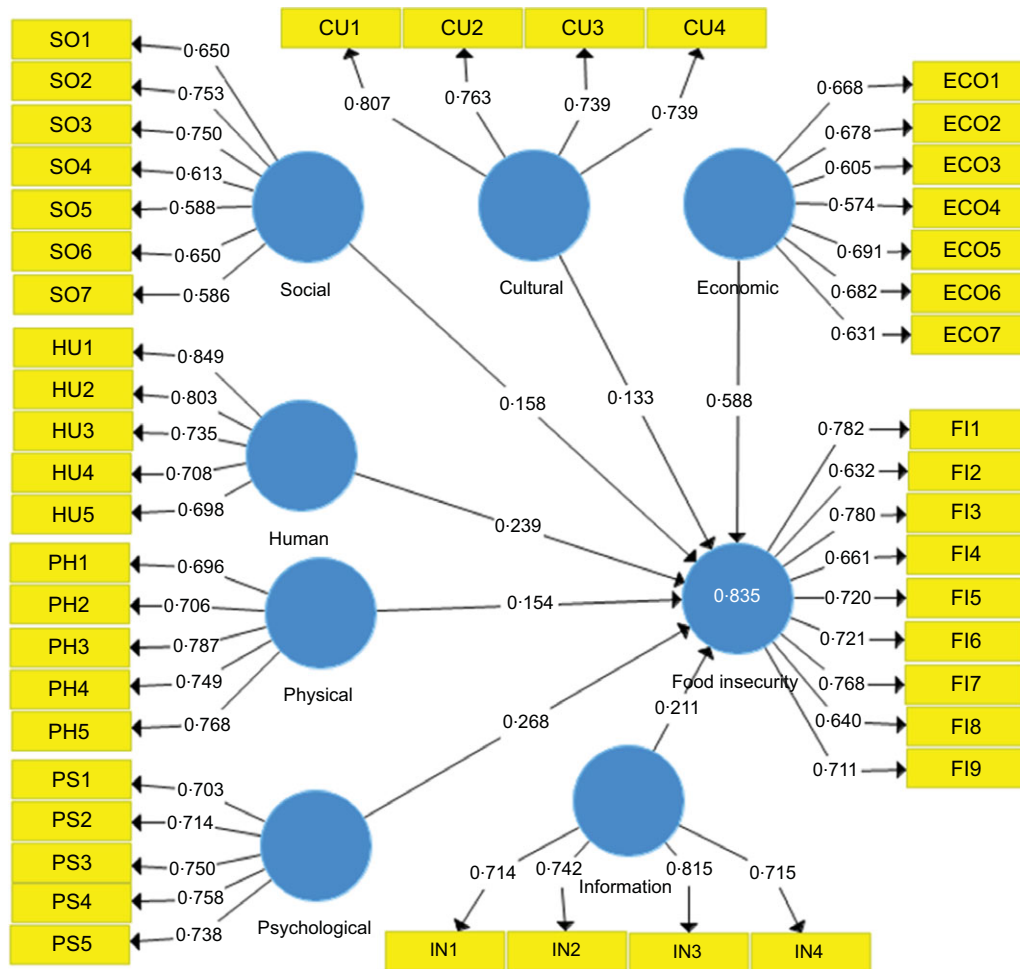 CU1 CU2 CU3 CU4
SO1
SO2
SO3
SO4
SO5
SO6
SO7
0·650
0·753
0·750
0·613
0·588
0·650
0·586
Social
0·807
0·763
0·739
0·739
Cultural
ECO1
ECO2
ECO3
ECO4
ECO5
ECO6
ECO7
0·668
0·678
0·605
0·574
0·691
0·682
0·631
Economic
HU1
HU2
HU3
HU4
HU5
0·849
0·803
0·735
0·708
0·698
Human
0·158
0·133
0·588
0·239
0·154
0·268
0·211
PH1
PH2
PH3
PH4
PH5
0·696
0·706
0·787
0·749
0·768
Physical
0·835
Food insecurity
0·782
0·632
0·780
0·661
0·720
0·721
0·768
0·640
0·711
FI1
FI2
FI3
FI4
FI5
FI6
FI7
FI8
FI9
PS1
PS2
PS3
PS4
PS5
0·703
0·714
0·750
0·758
0·738
Psychological
Information
0·714
0·742
0·815
0·715
IN1 IN2 IN3 IN4